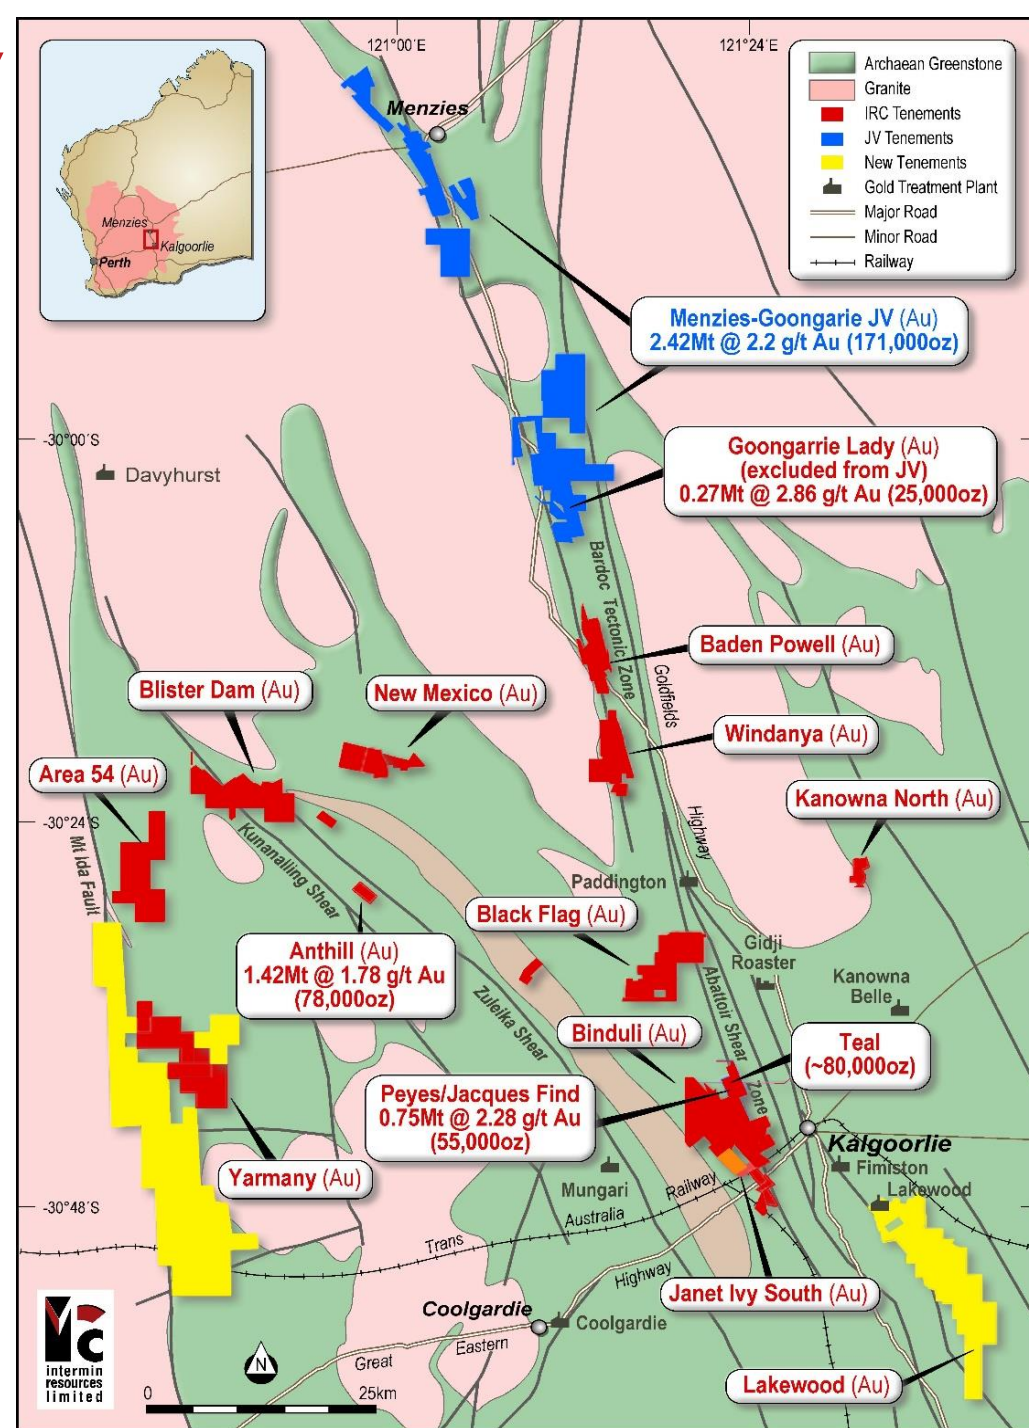 121°00´E
121°24´E
Archaean Greenstone
Granite
IRC Tenements
JV Tenements
New Tenements
Gold Treatment Plant
Major Road
Minor Road
Railway
Menzies
Kalgoorlie
Perth
Menzies
Menzies-Goongarie JV (Au)
2.42Mt @ 2.2 g/t Au (171,000oz)
-30°00´S
Davyhurst
Goongarrie Lady (Au)
(excluded from JV)
0.27Mt @ 2.86 g/t Au (25,000oz)
Bardoc Tectonic Zone
Baden Powell (Au)
Goldfields
Highway
Blister Dam (Au)
New Mexico (Au)
Windanya (Au)
Area 54 (Au)
Kanowna North (Au)
-30°24´S
Mt Ida Fault
Kunanalling Shear
Paddington
Black Flag (Au)
Anthill (Au)
1.42Mt @ 1.78 g/t Au
(78,000oz)
Zuleika Shear
Abattoir Shear
Zone
Gidji
Roaster
Kanowna
Belle
Binduli (Au)
Teal
(~80,000oz)
Peyes/Jacques Find
0.75Mt @ 2.28 g/t Au
(55,000oz)
Kalgoorlie
Fimiston
Lakewood
Yarmany (Au)
Mungari
-30°48´S
Trans
Australia
Railway
Janet Ivy South (Au)
Coolgardie
Coolgardie
Great
Eastern
Highway
Lakewood (Au)
intermin
resources
limited
N
0
25km